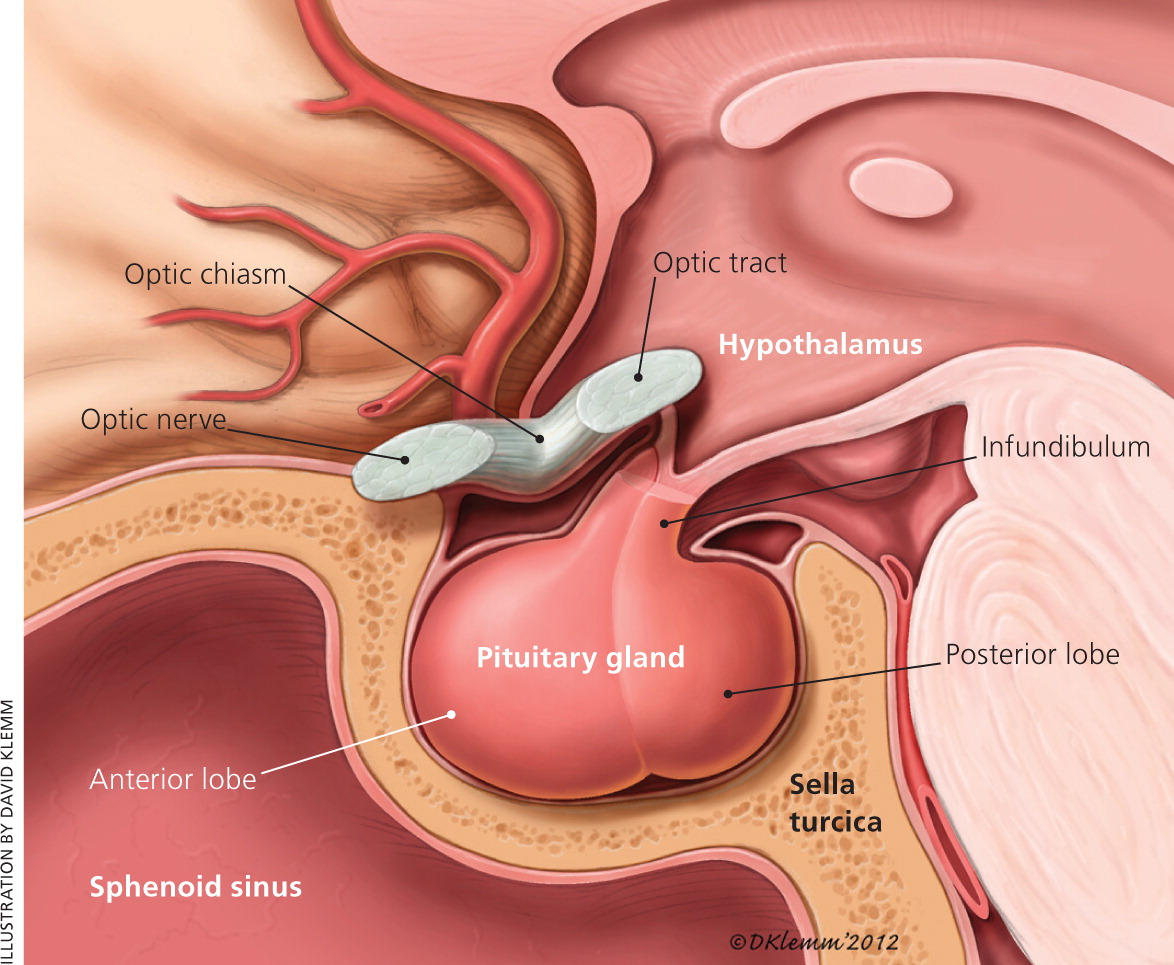 Optic chiasm
Optic tract
Hypothalamus
Optic nerve
Infundibulum
Pituitary gland
Posterior lobe
Anterior lobe
Sella
turcica
Sphenoid sinus
©DKlemm'2012
ILLUSTRATION BY DAVID KLEMM